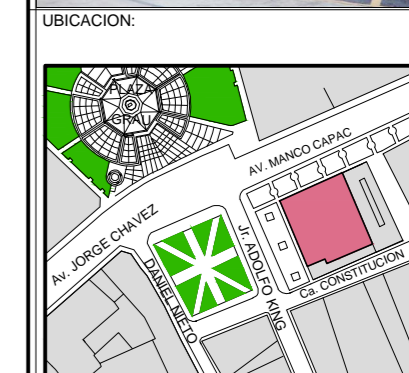 UBICACION:
PLAZA
GRAU
AV. MANCO CAPAC
Av. JORGE CHAVEZ
Jr. ADOLFO KING
DANIEL NIETO
Ca. CONSTITUCION